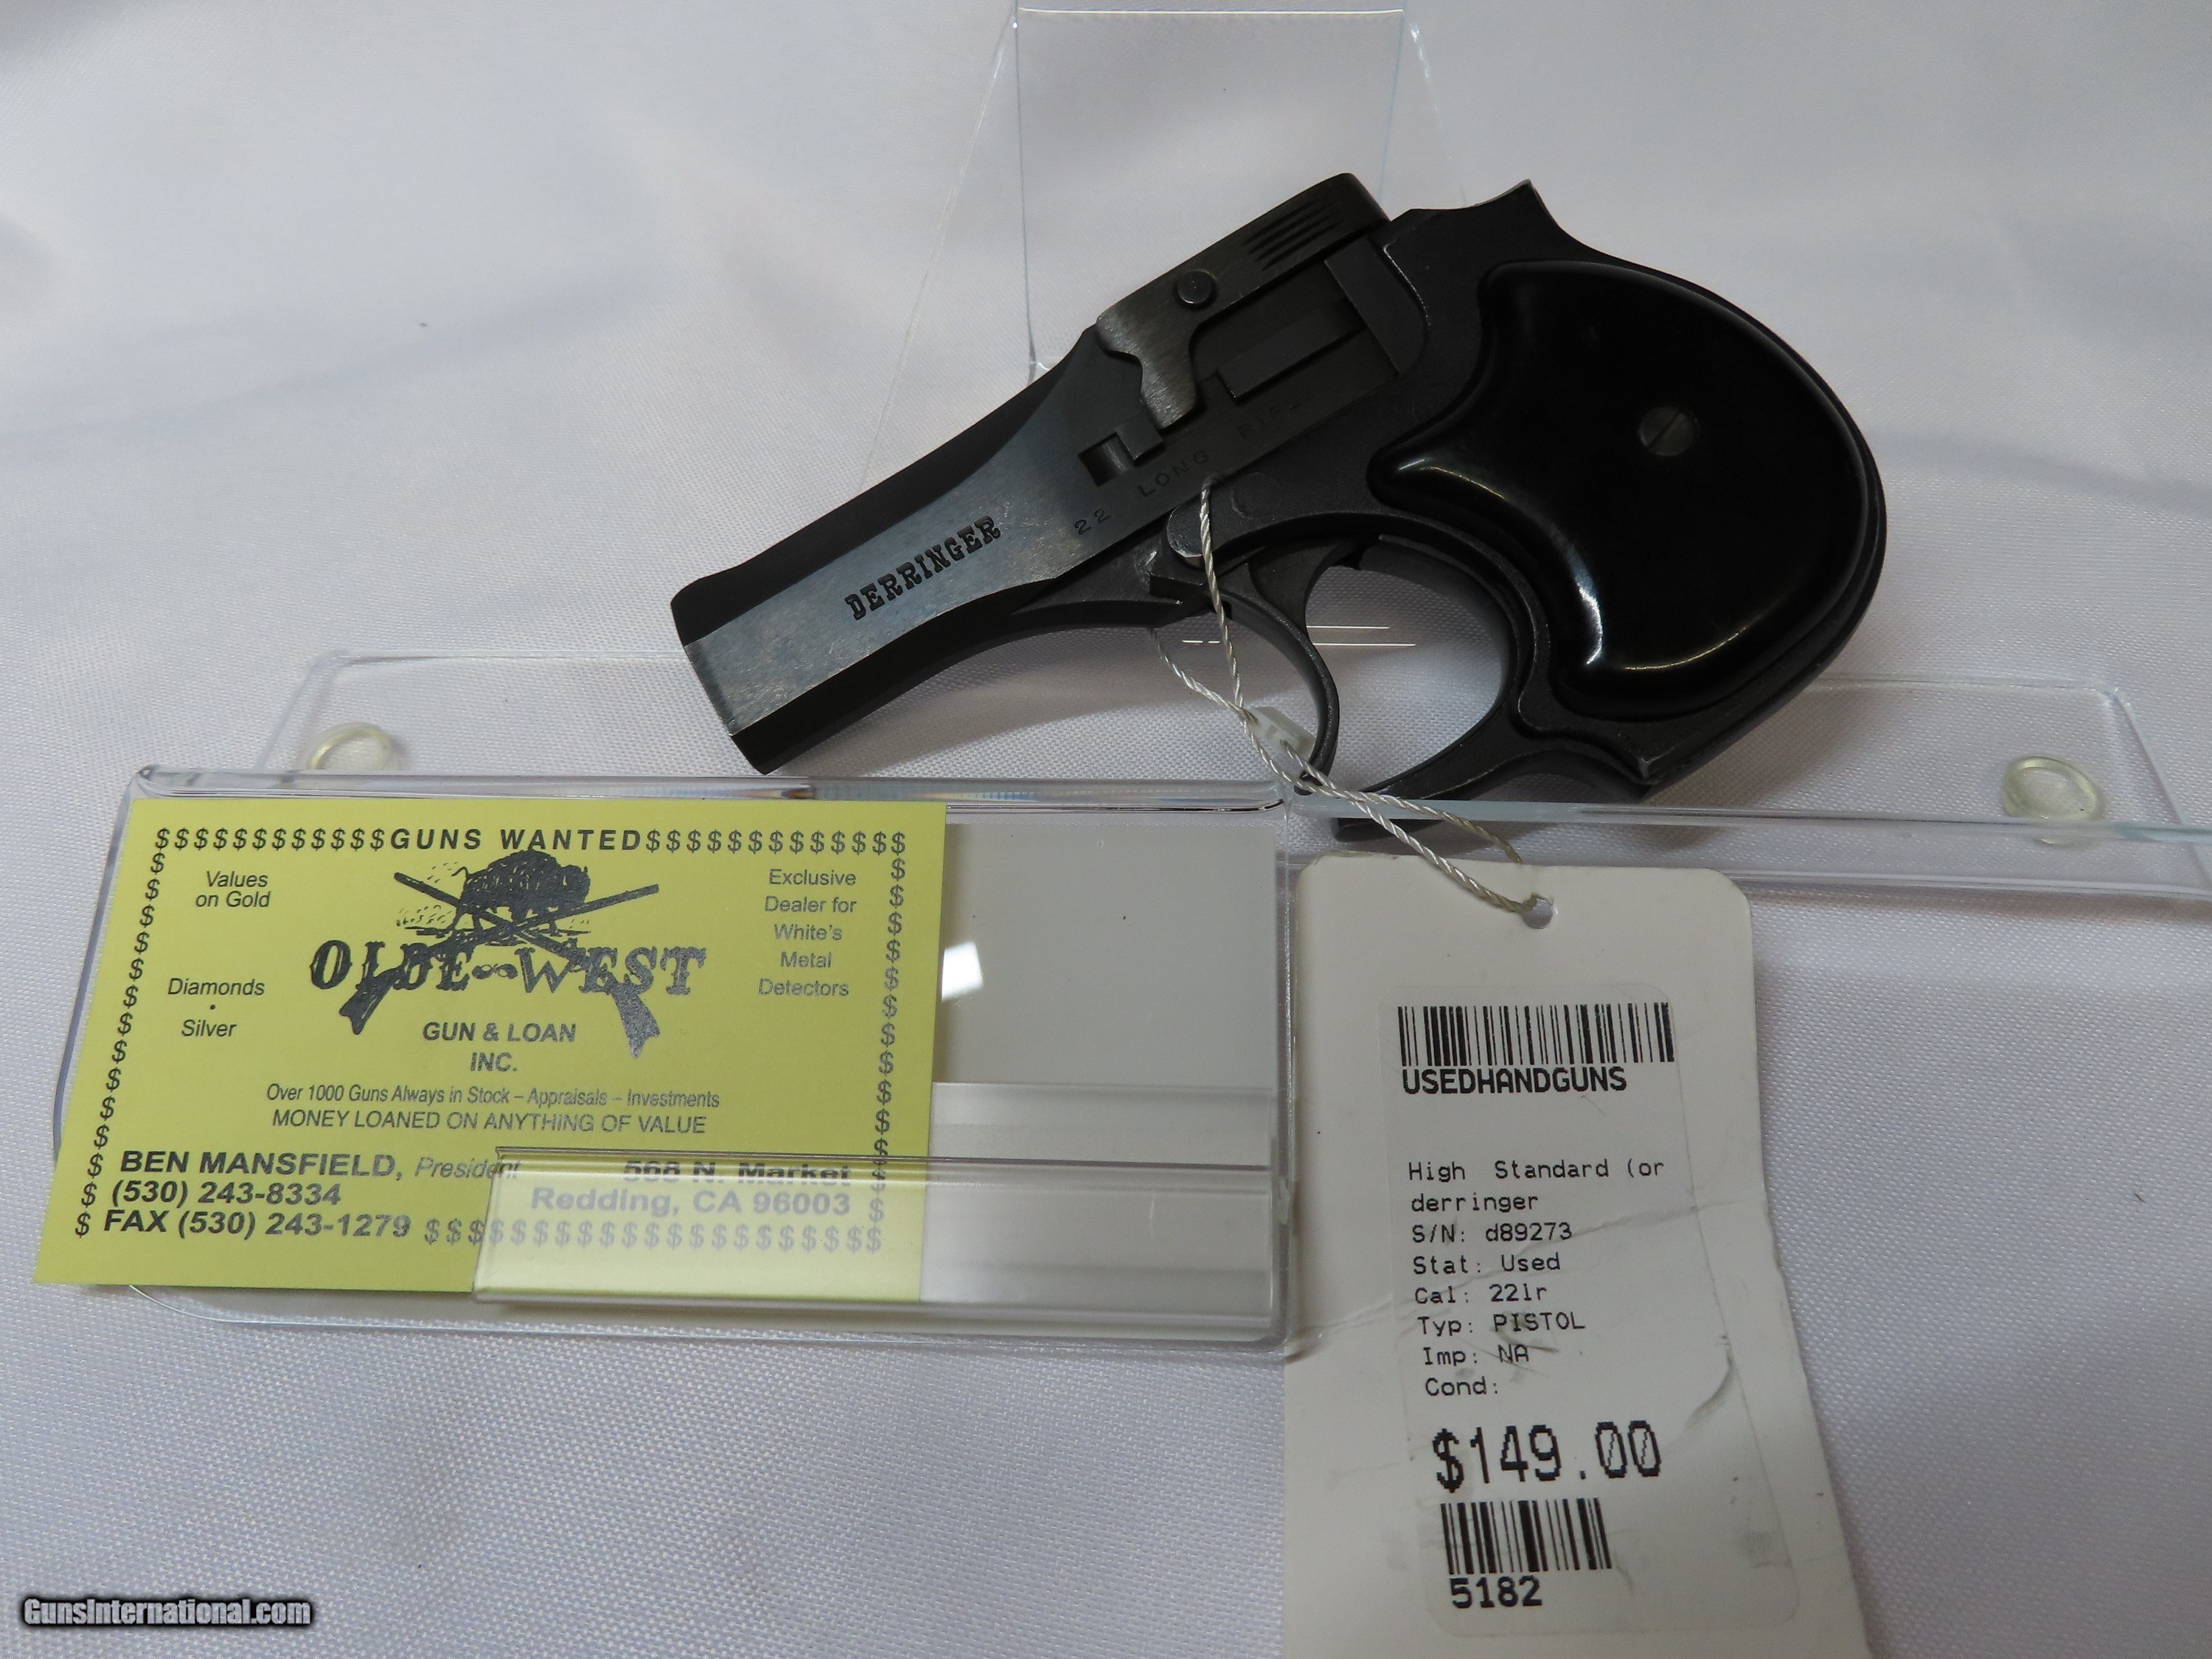 DERRINGER
22 LONG RIFLE
$$$$$$$$$$$GUNS WANTED$$$$$$$$$$$$$
Values
on Gold
Diamonds
•
Silver
Exclusive
Dealer for
White's
Metal
Detectors
OLDE WEST
GUN & LOAN
INC.
Over 1000 Guns Always in Stock – Appraisals – Investments
MONEY LOANED ON ANYTHING OF VALUE
BEN MANSFIELD, President
(530) 243-8334
FAX (530) 243-1279
568 N. Market
Redding, CA 96003
USEDHANDGUNS
High Standard (or
derringer
S/N: d89273
Stat: Used
Cal: 22lr
Typ: PISTOL
Imp: NA
Cond:
$149.00
5182
GunsInternational.com